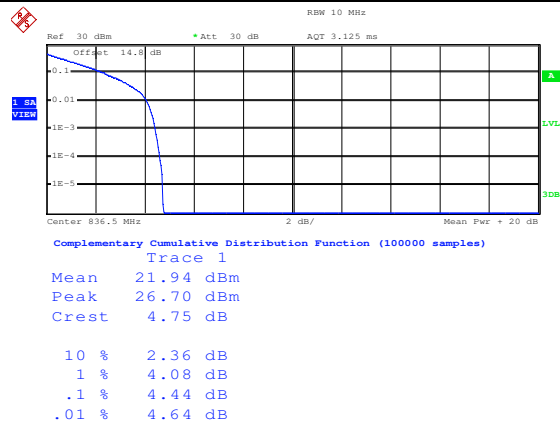 RBW 10 MHz
Ref 30 dBm *Att 30 dB AQT 3.125 ms
Offset 14.8 dB
0.1
A
1 SA
VIEW
0.01
1E-3
LVL
1E-4
1E-5
3DB
Center 836.5 MHz 2 dB/ Mean Pwr + 20 dB
Complementary Cumulative Distribution Function (100000 samples)
Trace 1
Mean 21.94 dBm
Peak 26.70 dBm
Crest 4.75 dB
10 % 2.36 dB
1 % 4.08 dB
.1 % 4.44 dB
.01 % 4.64 dB